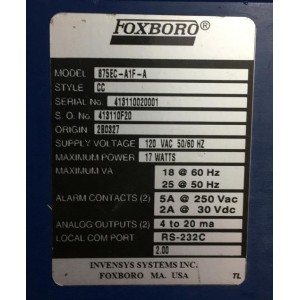 FOXBORO®
MODEL 875EC-A1F-A
STYLE CC
SERIAL No. 413110020001
S. O. No. 413110F20
ORIGIN 2B0327
SUPPLY VOLTAGE 120 VAC 50/60 HZ
MAXIMUM POWER 17 WATTS
MAXIMUM VA 18 @ 60 Hz
25 @ 50 Hz
ALARM CONTACTS (2) 5A @ 250 Vac
2A @ 30 Vdc
ANALOG OUTPUTS (2) 4 to 20 ma
LOCAL COM PORT RS-232C
2.00
INVENSYS SYSTEMS INC.
FOXBORO MA. USA TL